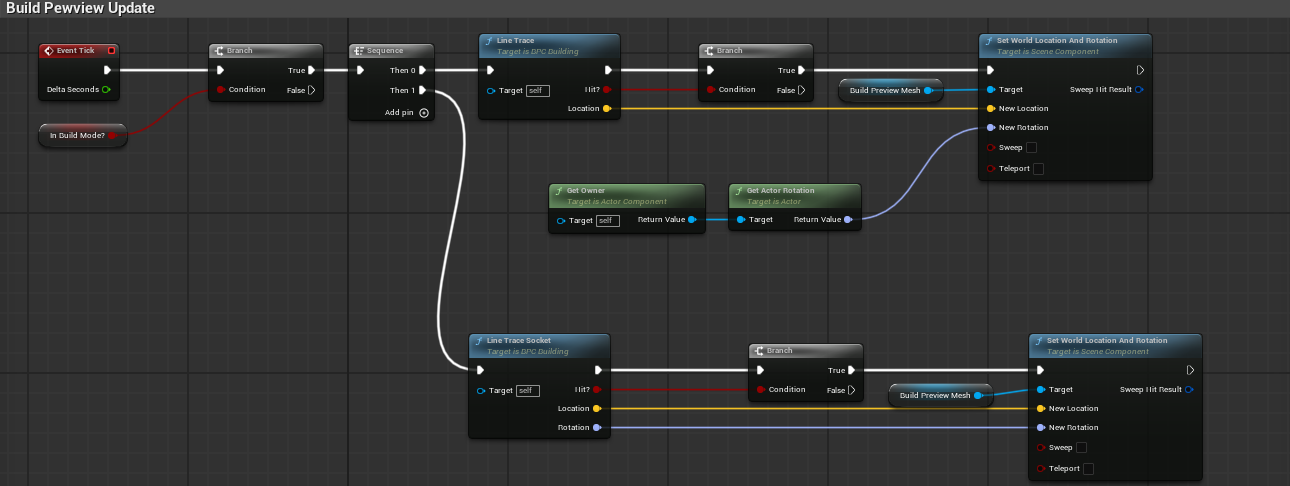 Build Pewview Update
Event Tick
Delta Seconds
In Build Mode?
Branch
True
Condition
False
Sequence
Then 0
Then 1
Add pin
Line Trace
Target is BPC Building
Target
self
Hit?
Location
Branch
True
Condition
False
Build Preview Mesh
Set World Location And Rotation
Target is Scene Component
Target
Sweep Hit Result
New Location
New Rotation
Sweep
Teleport
Get Owner
Target is Actor Component
Target
self
Return Value
Get Actor Rotation
Target is Actor
Target
Return Value
Line Trace Socket
Target is BPC Building
Target
self
Hit?
Location
Rotation
Branch
True
Condition
False
Build Preview Mesh
Set World Location And Rotation
Target is Scene Component
Target
Sweep Hit Result
New Location
New Rotation
Sweep
Teleport